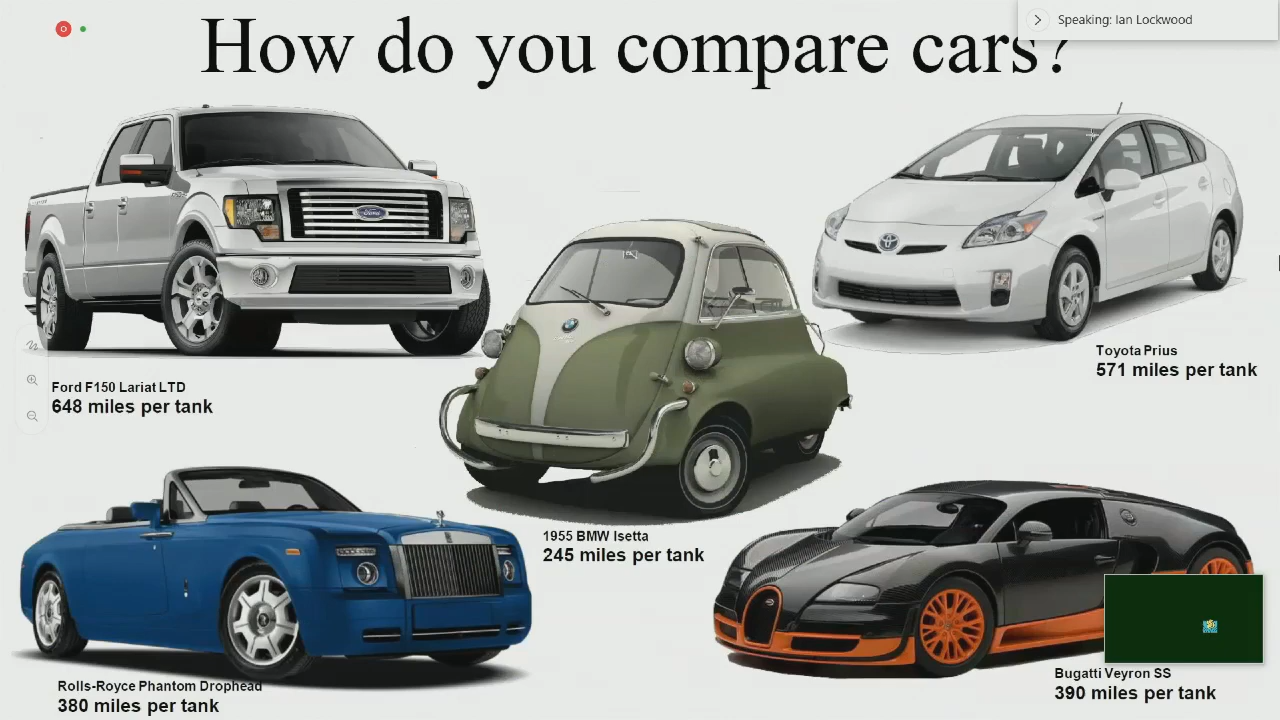 Speaking: Ian Lockwood
How do you compare cars?
Ford
Ford F150 Lariat LTD
648 miles per tank
Toyota Prius
571 miles per tank
1955 BMW Isetta
245 miles per tank
Rolls-Royce Phantom Drophead
380 miles per tank
Bugatti Veyron SS
390 miles per tank